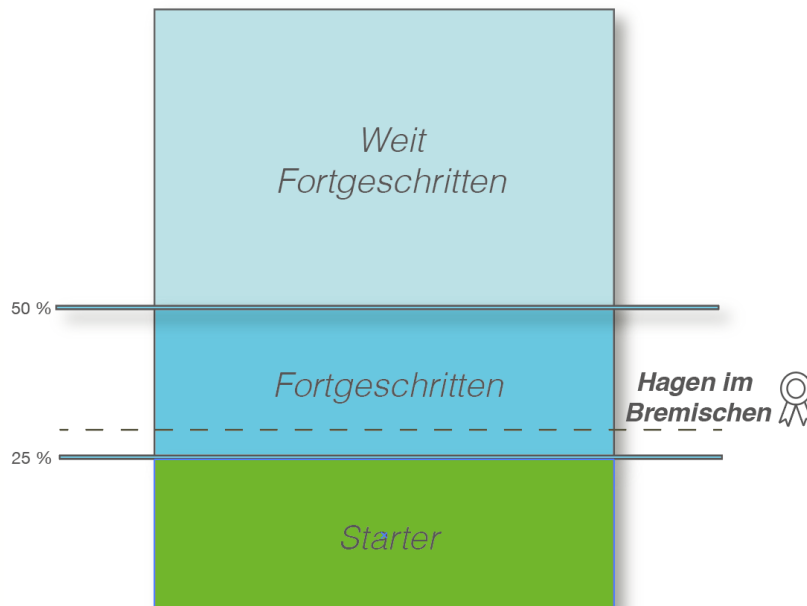 Weit
Fortgeschritten
50 %
Fortgeschritten
Hagen im
Bremischen
25 %
Starter